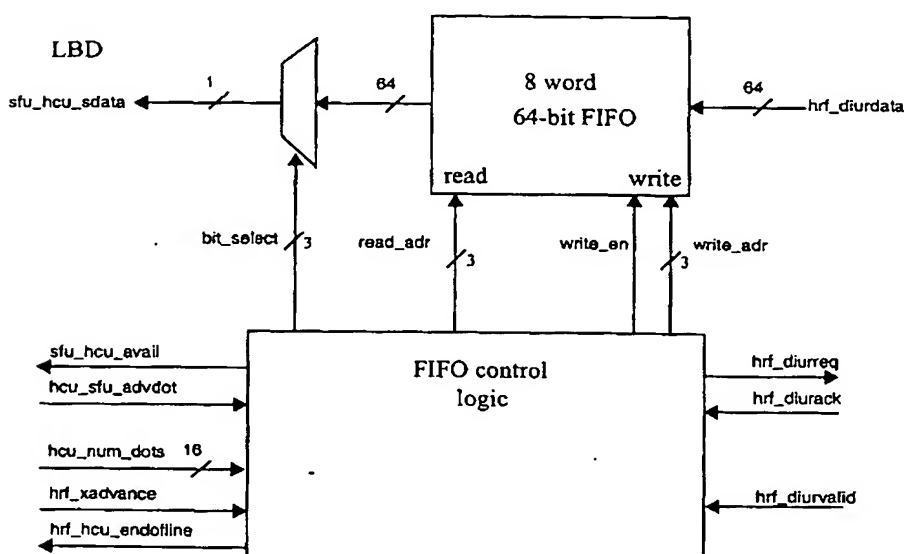 LBD
1
64
8 word
64-bit FIFO
64
sfu_hcu_sdata
hrf_diurdata
read
write
bit_select
3
read_adr
3
write_en
3
write_adr
sfu_hcu_avail
hcu_sfu_advdot
FIFO control
logic
hrf_diurreq
hrf_diurack
hcu_num_dots
16
hrf_xadvance
hrf_diurvalid
hrf_hcu_endofline